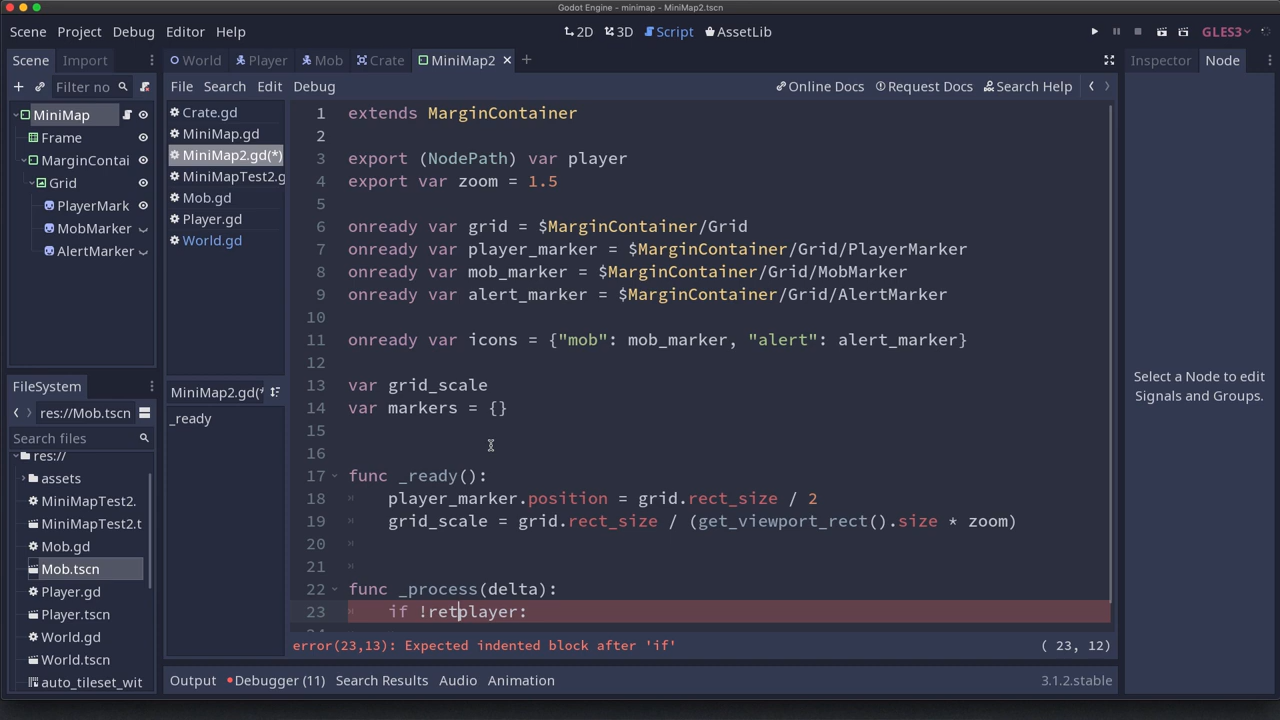 Godot Engine - minimap - MiniMap2.tscn
Scene Project Debug Editor Help
2D 3D Script AssetLib
GLES3
Scene Import
World Player Mob Crate MiniMap2
Inspector Node
Filter no
File Search Edit Debug
Online Docs Request Docs Search Help
MiniMap
Frame
MarginContai
Grid
PlayerMark
MobMarker
AlertMarker
Crate.gd
MiniMap.gd
MiniMap2.gd(*)
MiniMapTest2.g
Mob.gd
Player.gd
World.gd
MiniMap2.gd(*
_ready
1 extends MarginContainer
2
3 export (NodePath) var player
4 export var zoom = 1.5
5
6 onready var grid = $MarginContainer/Grid
7 onready var player_marker = $MarginContainer/Grid/PlayerMarker
8 onready var mob_marker = $MarginContainer/Grid/MobMarker
9 onready var alert_marker = $MarginContainer/Grid/AlertMarker
10
11 onready var icons = {"mob": mob_marker, "alert": alert_marker}
12
13 var grid_scale
14 var markers = {}
15
16
17 func _ready():
18 player_marker.position = grid.rect_size / 2
19 grid_scale = grid.rect_size / (get_viewport_rect().size * zoom)
20
21
22 func _process(delta):
23 if !retplayer:
error(23,13): Expected indented block after 'if'
( 23, 12)
Output Debugger (11) Search Results Audio Animation
3.1.2.stable
FileSystem
res://Mob.tscn
Search files
res://
assets
MiniMapTest2.
MiniMapTest2.t
Mob.gd
Mob.tscn
Player.gd
Player.tscn
World.gd
World.tscn
auto_tileset_wit
Select a Node to edit
Signals and Groups.